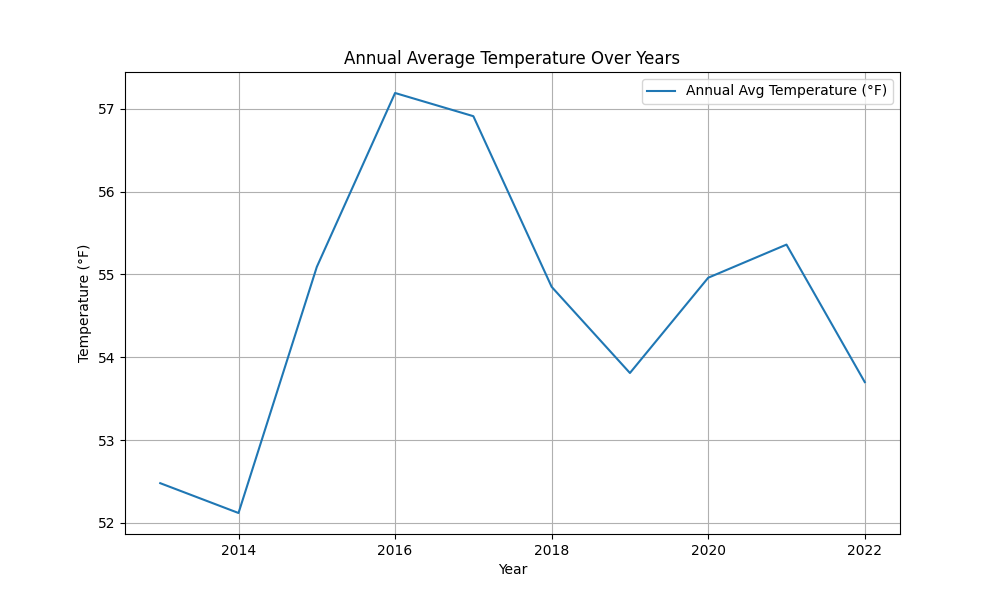 Annual Average Temperature Over Years
Annual Avg Temperature (°F)
Temperature (°F)
57
56
55
54
53
52
2014
2016
2018
2020
2022
Year